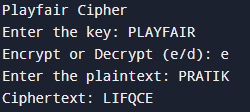 Playfair Cipher
Enter the key: PLAYFAIR
Encrypt or Decrypt (e/d): e
Enter the plaintext: PRATIK
Ciphertext: LIFQCE